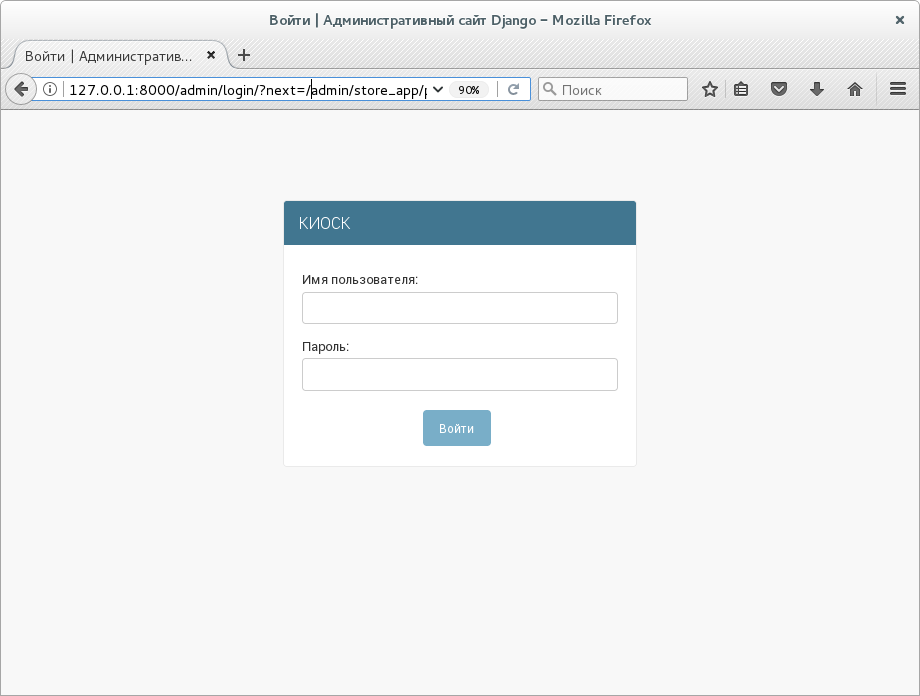 Войти | Административный сайт Django – Mozilla Firefox
Войти | Административ...
127.0.0.1:8000/admin/login/?next=/admin/store_app/p
90%
Поиск
КИОСК
Имя пользователя:
Пароль:
Войти